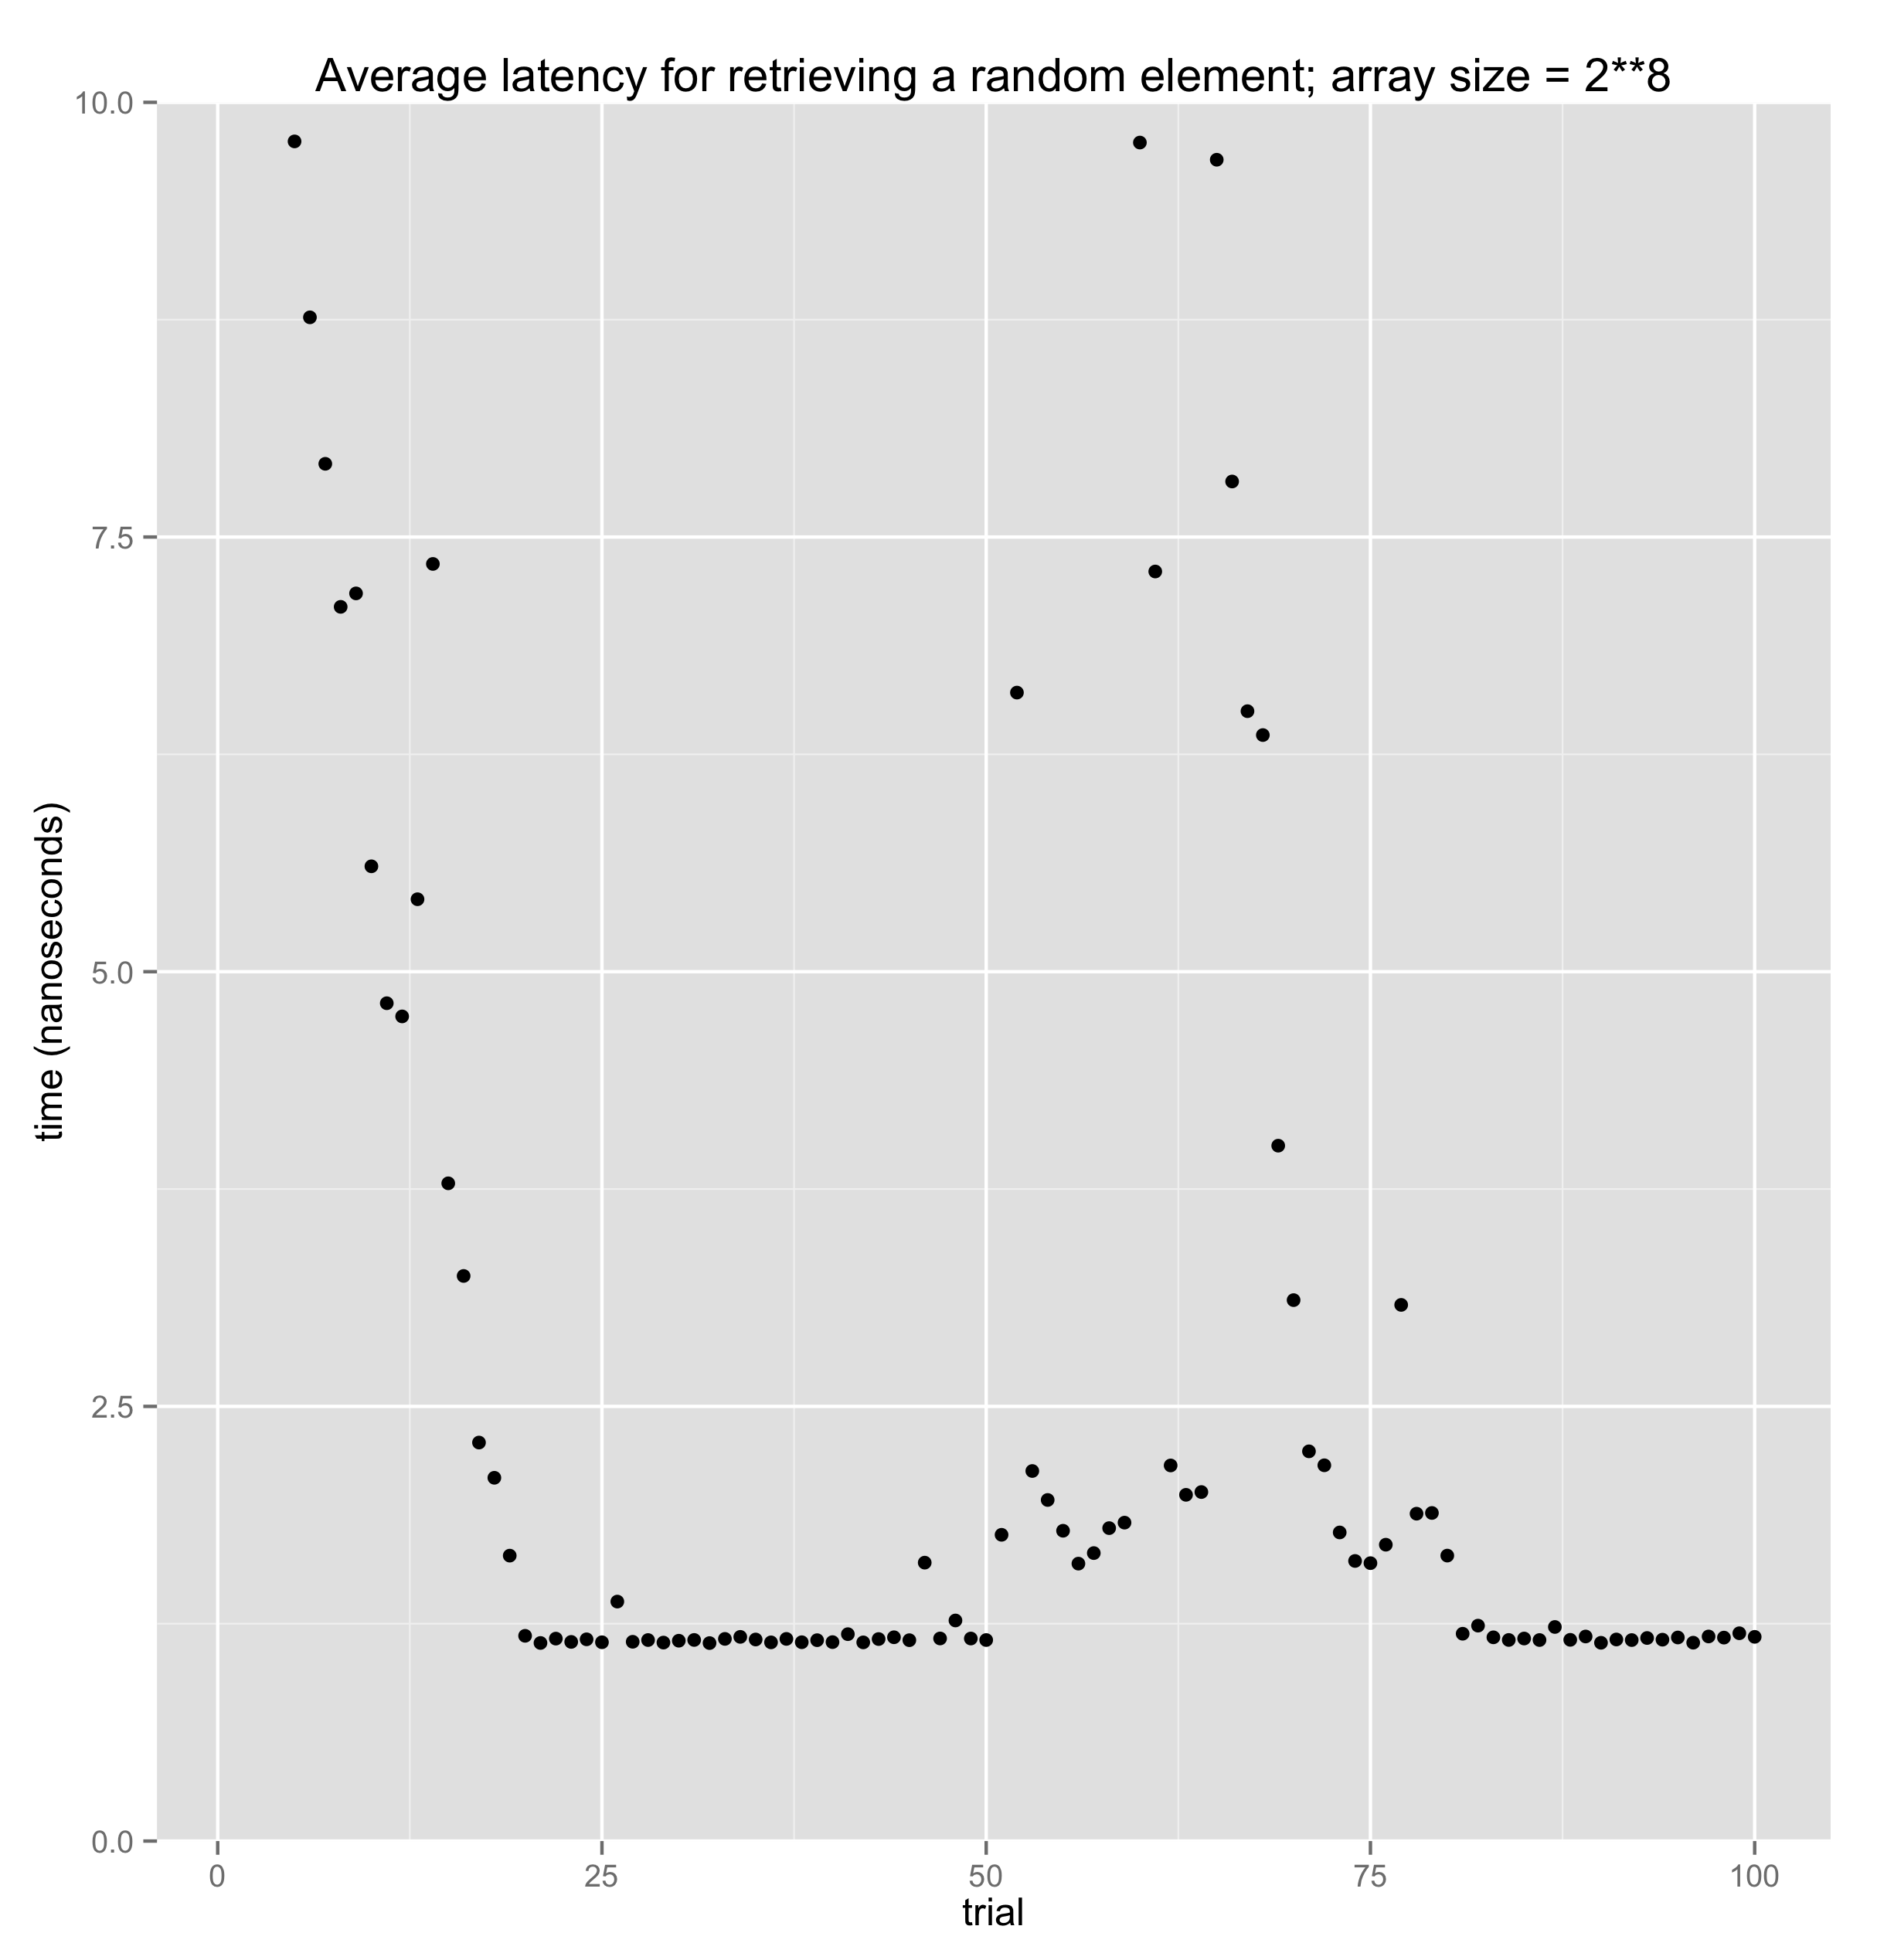 Average latency for retrieving a random element; array size = 2**8
10.0
7.5
5.0
2.5
0.0
time (nanoseconds)
0 25 50 75 100
trial